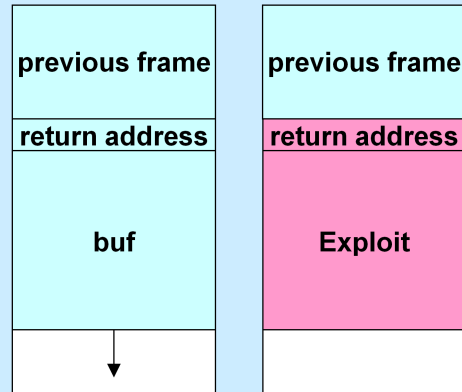 previous frame
return address
buf
previous frame
return address
Exploit